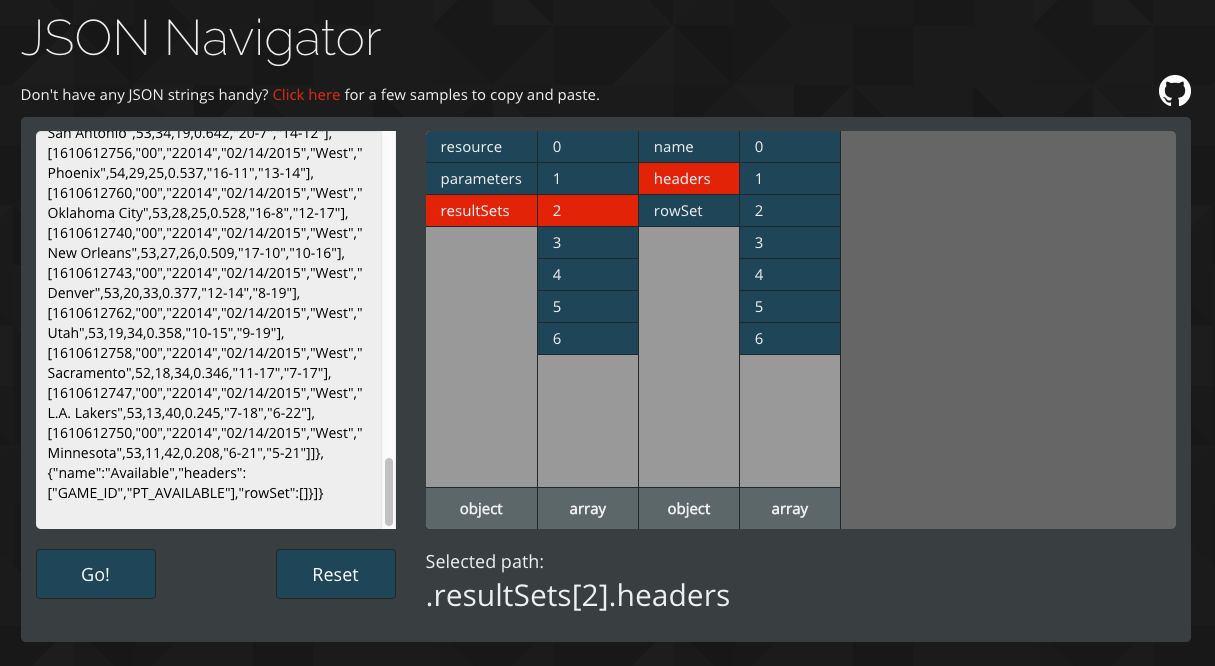 JSON Navigator
Don't have any JSON strings handy? Click here for a few samples to copy and paste.
San Antonio",53,34,19,0.642,"20-7","14-12"],
[1610612756,"00","22014","02/14/2015","West","
Phoenix",54,29,25,0.537,"16-11","13-14"],
[1610612760,"00","22014","02/14/2015","West","
Oklahoma City",53,28,25,0.528,"16-8","12-17"],
[1610612740,"00","22014","02/14/2015","West","
New Orleans",53,27,26,0.509,"17-10","10-16"],
[1610612743,"00","22014","02/14/2015","West","
Denver",53,20,33,0.377,"12-14","8-19"],
[1610612762,"00","22014","02/14/2015","West","
Utah",53,19,34,0.358,"10-15","9-19"],
[1610612758,"00","22014","02/14/2015","West","
Sacramento",52,18,34,0.346,"11-17","7-17"],
[1610612747,"00","22014","02/14/2015","West","
L.A. Lakers",53,13,40,0.245,"7-18","6-22"],
[1610612750,"00","22014","02/14/2015","West","
Minnesota",53,11,42,0.208,"6-21","5-21"]]},
{"name":"Available","headers":
["GAME_ID","PT_AVAILABLE"],"rowSet":[]}]}
resource 0 name 0
parameters 1 headers 1
resultSets 2 rowSet 2
3 3
4 4
5 5
6 6
object array object array
Go! Reset
Selected path:
.resultSets[2].headers